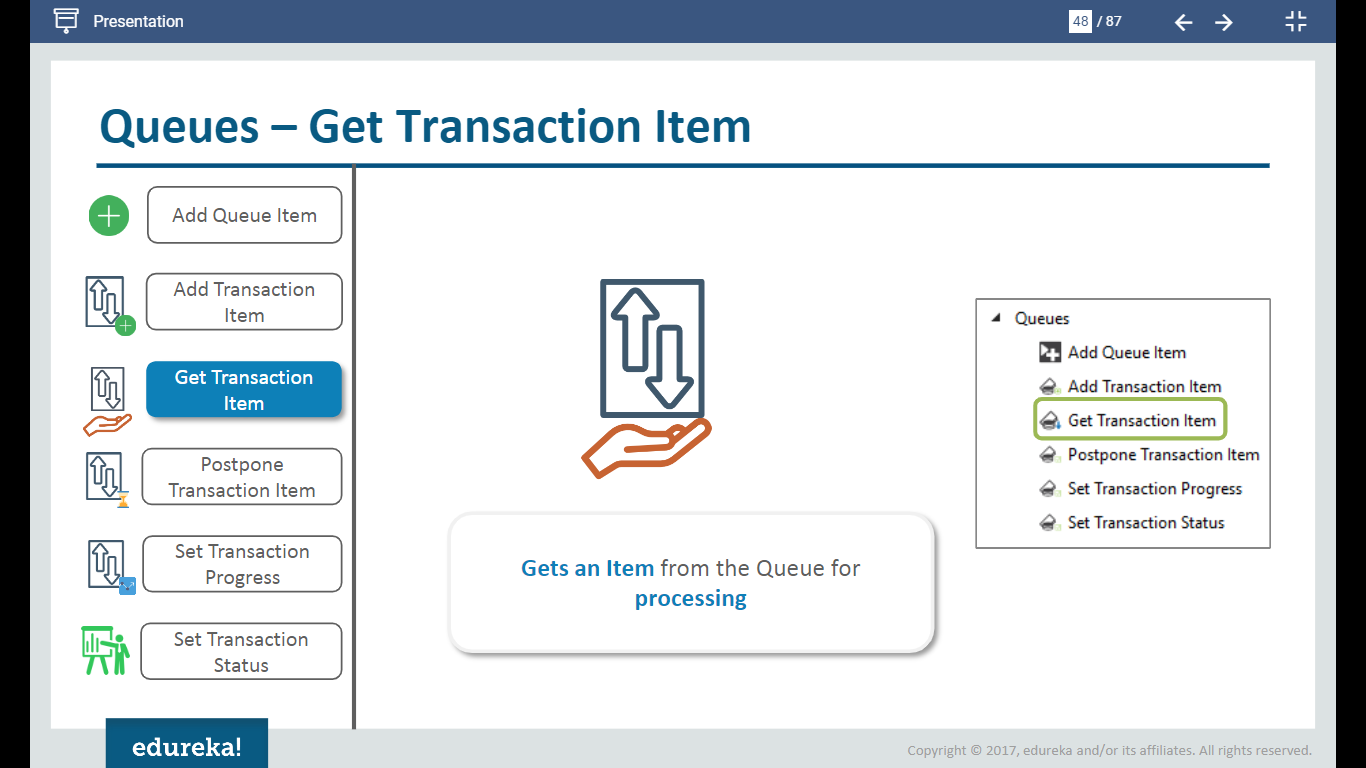 Presentation
48 / 87
Queues – Get Transaction Item
Add Queue Item
Add Transaction
Item
Get Transaction
Item
Postpone
Transaction Item
Set Transaction
Progress
Set Transaction
Status
Gets an Item from the Queue for
processing
Queues
Add Queue Item
Add Transaction Item
Get Transaction Item
Postpone Transaction Item
Set Transaction Progress
Set Transaction Status
edureka!
Copyright © 2017, edureka and/or its affiliates. All rights reserved.